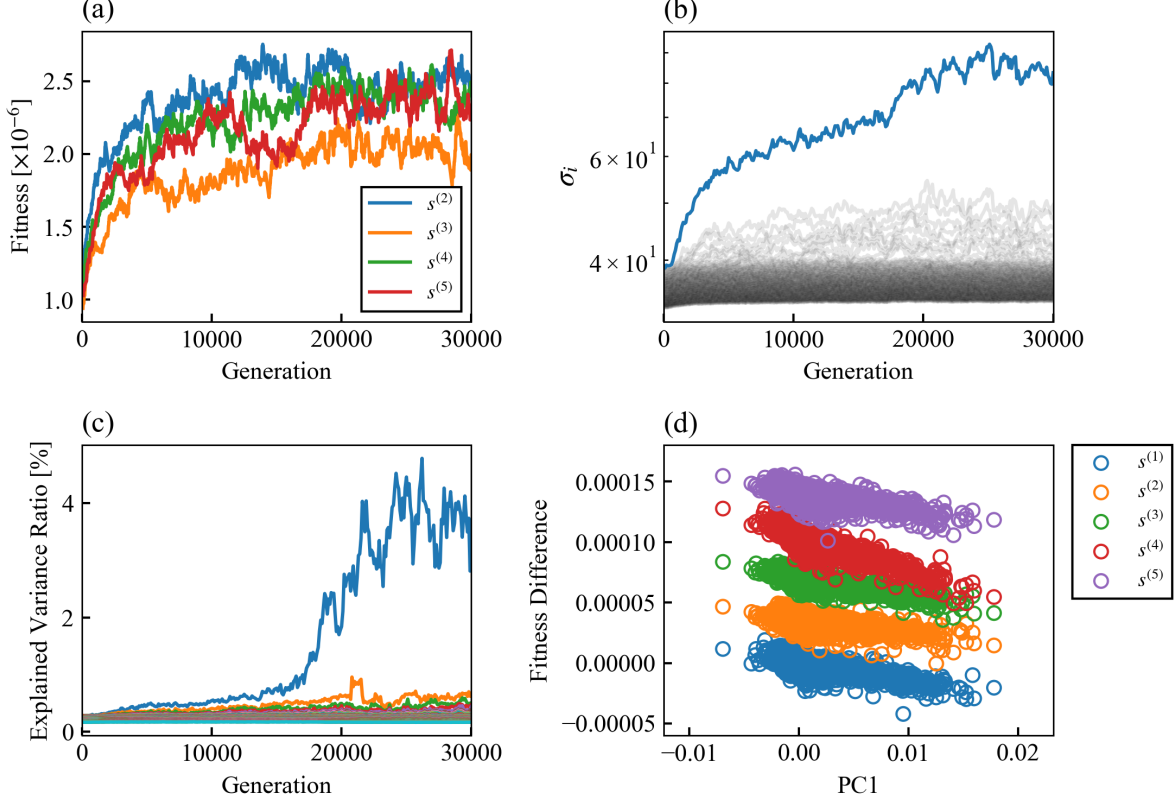 (a)
Fitness [×10⁻⁶]
2.5
2.0
1.5
1.0
s⁽²⁾
s⁽³⁾
s⁽⁴⁾
s⁽⁵⁾
0 10000 20000 30000
Generation
(b)
σᵢ
6 × 10¹
4 × 10¹
0 10000 20000 30000
Generation
(c)
Explained Variance Ratio [%]
4
2
0
0 10000 20000 30000
Generation
(d)
Fitness Difference
0.00015
0.00010
0.00005
0.00000
−0.00005
−0.01 0.00 0.01 0.02
PC1
s⁽¹⁾
s⁽²⁾
s⁽³⁾
s⁽⁴⁾
s⁽⁵⁾